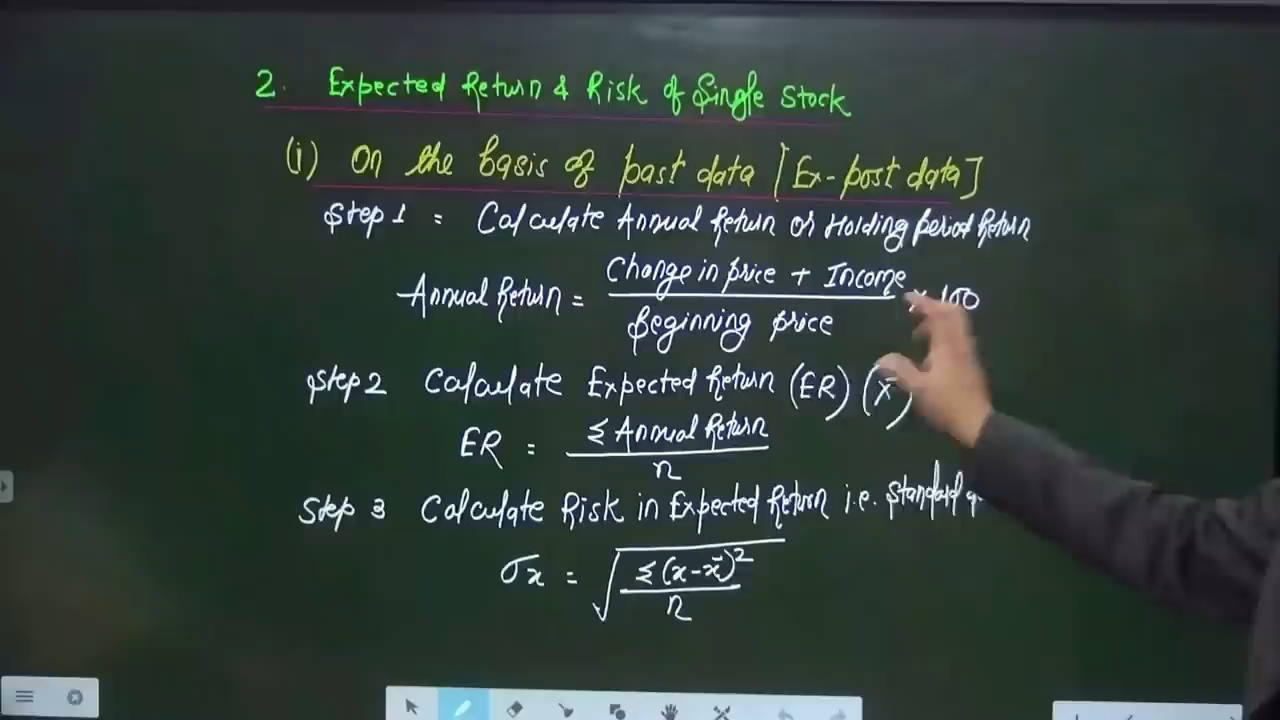 2. Expected Return & Risk of Single Stock
(i) On the basis of past data [Ex-post data]
Step 1 = Calculate Annual Return or Holding Period Return
Annual Return = Change in price + Income / Beginning price × 100
Step 2 Calculate Expected Return (ER) (x̄)
ER = Σ Annual Return / n
Step 3 Calculate Risk in Expected Return i.e. Standard
σx = √Σ(x-x̄)² / n